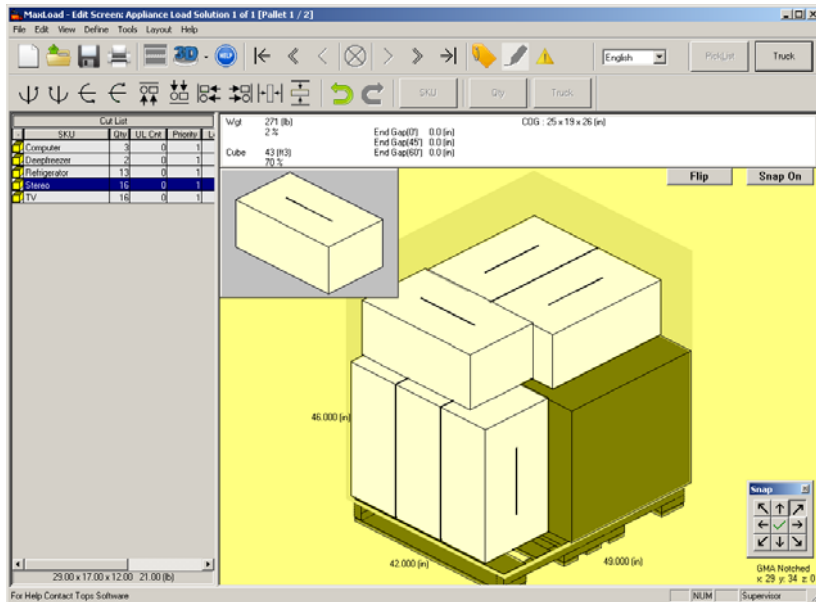 MaxLoad - Edit Screen: Appliance Load Solution 1 of 1 [Pallet 1 / 2]
File Edit View Define Tools Layout Help
3D HELP English PickList Truck
SKU Qty Truck
Cut List
- SKU Qty UL Cnt Priority L
Computer 3 0 1
Deepfreezer 2 0 1
Refrigerator 13 0 1
Stereo 16 0 1
TV 16 0 1
Wgt 271 (lb) COG : 25 x 19 x 26 (in)
2 % End Gap(0') 0.0 (in)
End Gap(45') 0.0 (in)
Cube 43 (ft3) End Gap(60') 0.0 (in)
70 %
Flip Snap On
46.000 (in)
42.000 (in)
49.000 (in)
Snap
GMA Notched
x: 29 y: 34 z: 0
29.00 x 17.00 x 12.00 21.00 (lb)
For Help Contact Tops Software NUM Supervisor